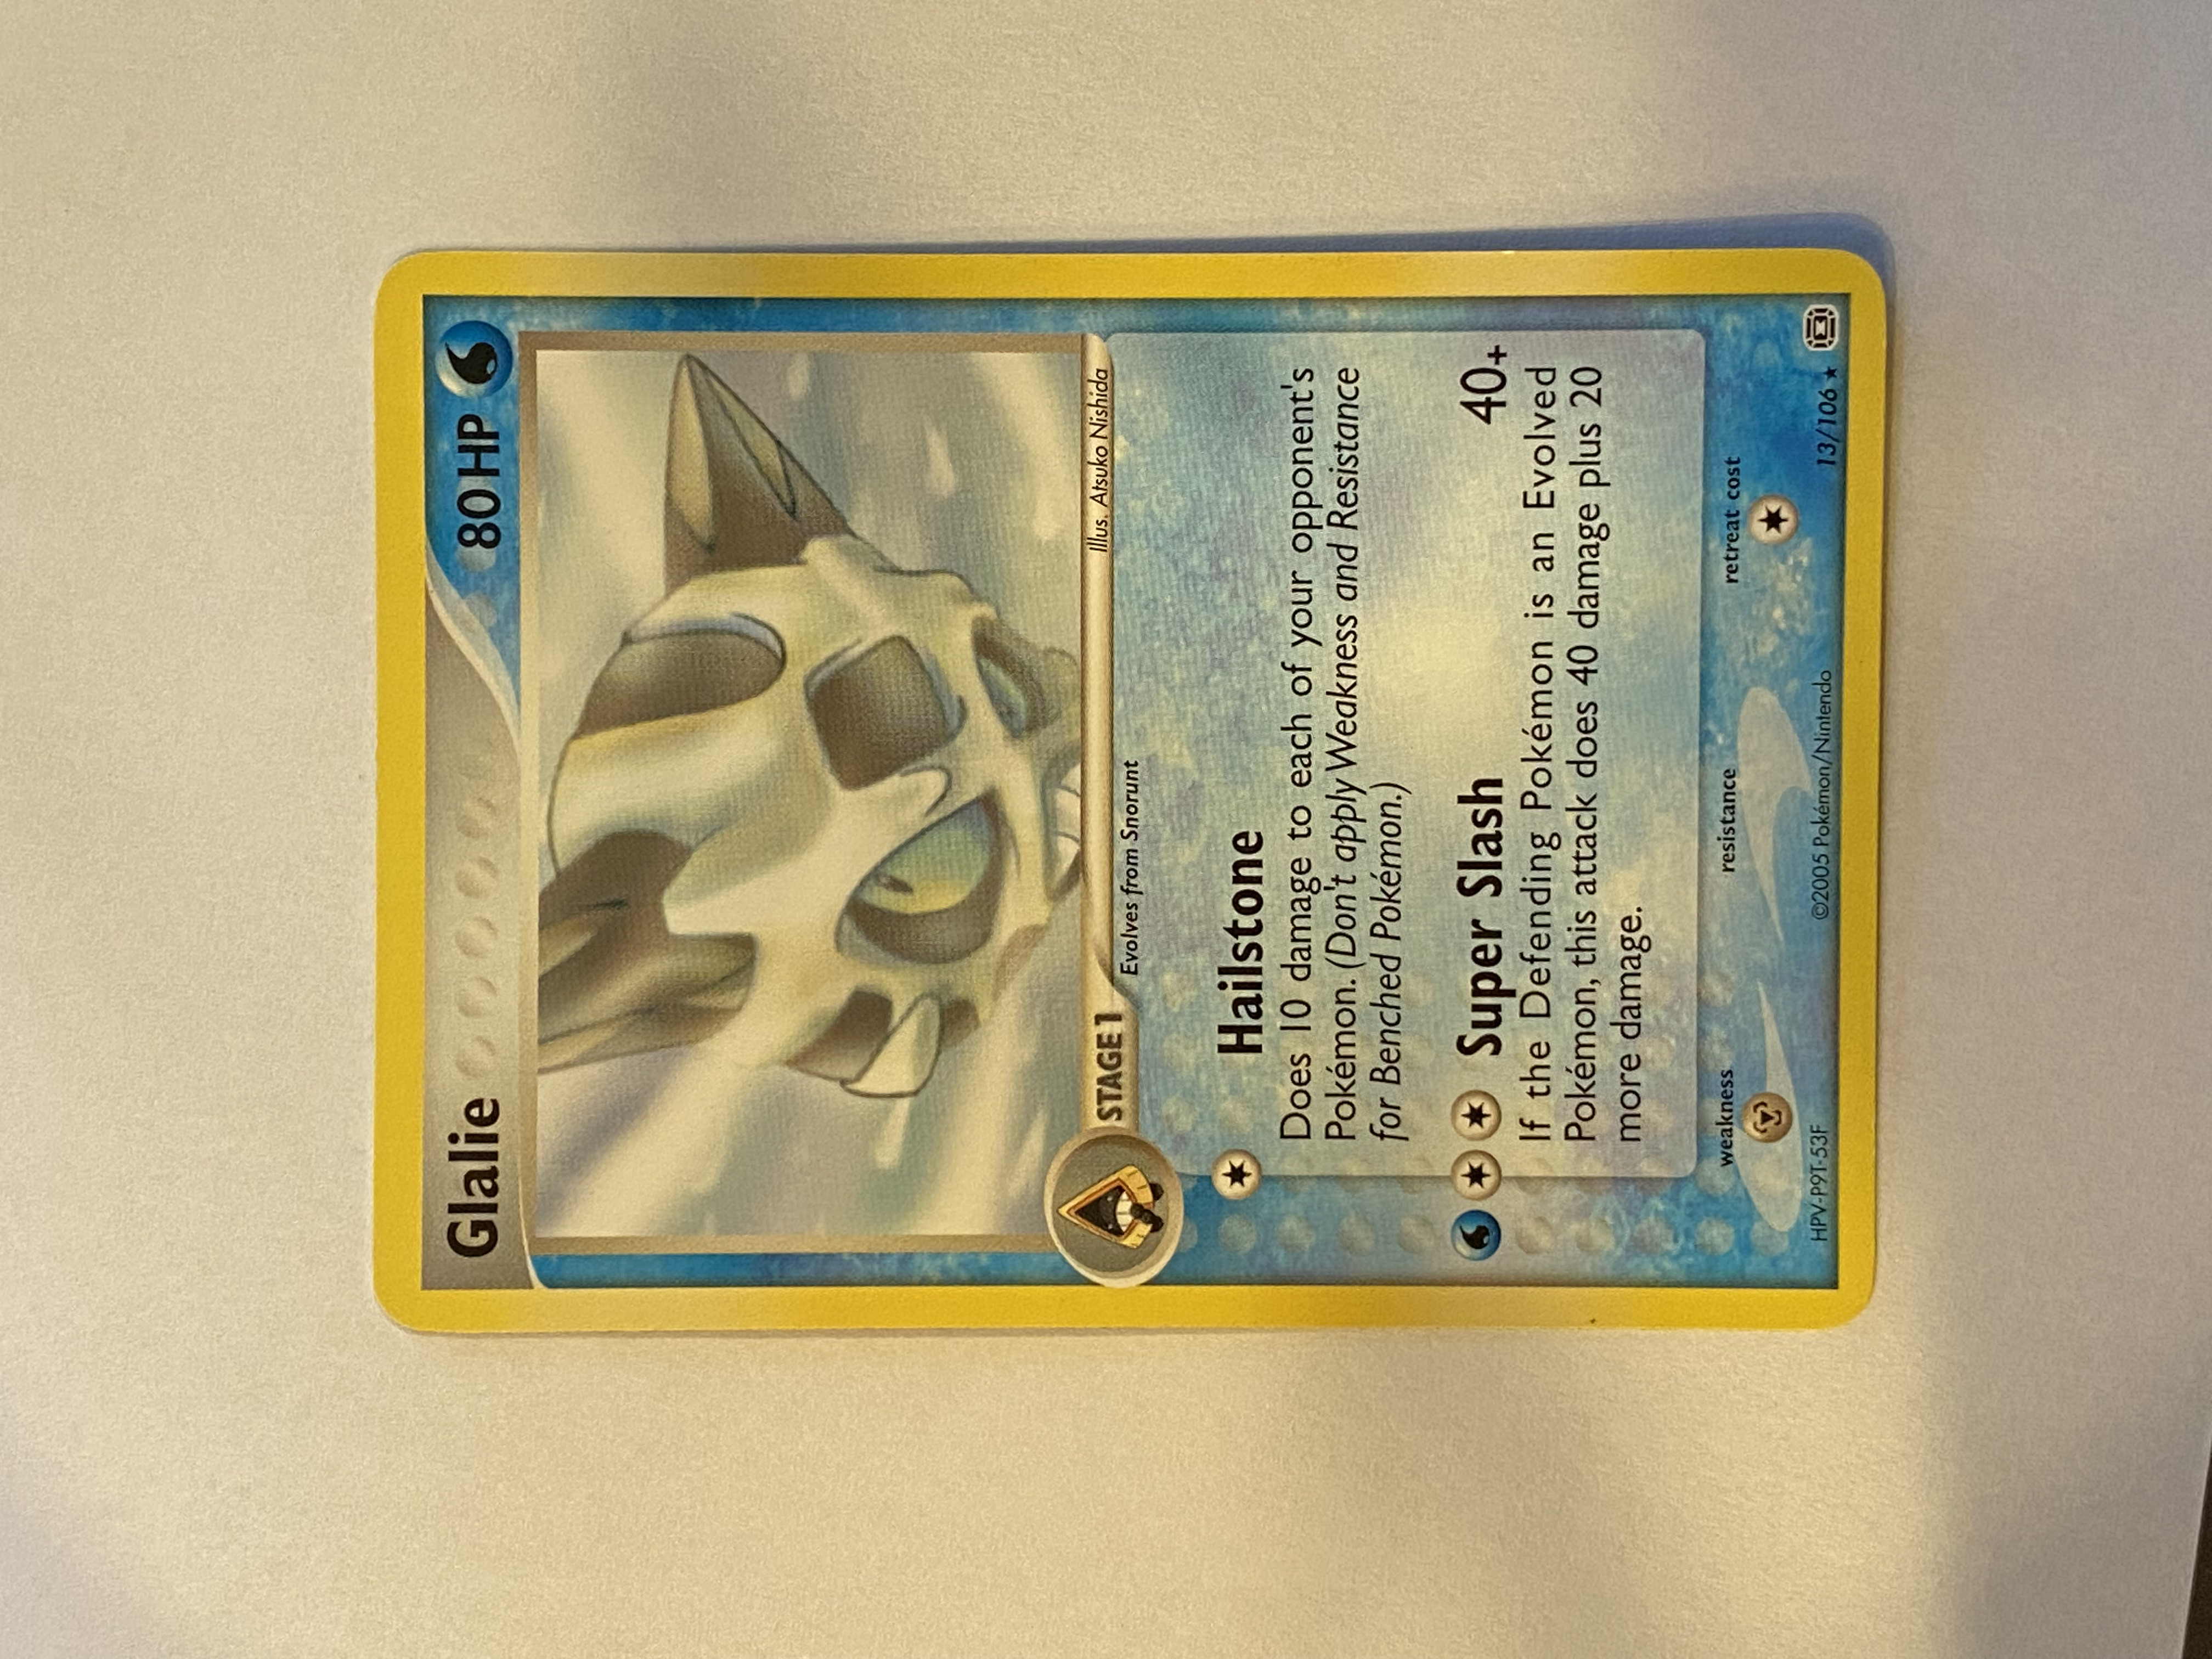 Glalie 80 HP
STAGE 1 Illus. Atsuko Nishida
Evolves from Snorunt
Hailstone
Does 10 damage to each of your opponent's
Pokémon. (Don't apply Weakness and Resistance
for Benched Pokémon.)
Super Slash 40+
If the Defending Pokémon is an Evolved
Pokémon, this attack does 40 damage plus 20
more damage.
weakness resistance retreat cost
HPV-P9T-53F ©2005 Pokémon/Nintendo 13/106 ★